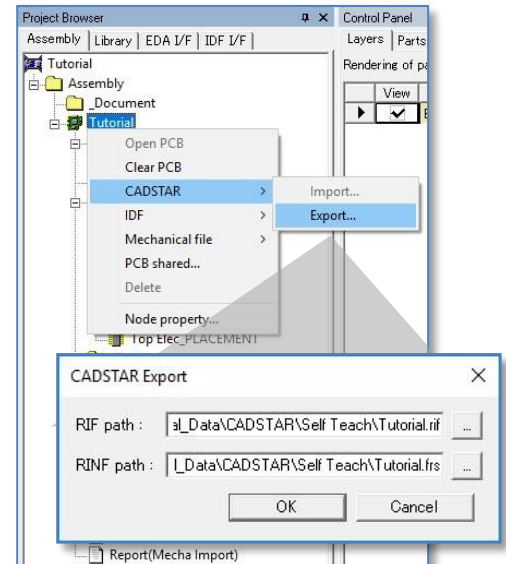 Project Browser
Control Panel
Assembly Library EDA I/F IDF I/F
Layers Parts
Tutorial
Rendering of pa
Assembly
View
_Document
Tutorial
Open PCB
Clear PCB
CADSTAR
Import...
IDF
Export...
Mechanical file
PCB shared...
Delete
Node property...
Top Elec_PLACEMENT
CADSTAR Export
RIF path : al_Data\CADSTAR\Self Teach\Tutorial.rif ...
RINF path : l_Data\CADSTAR\Self Teach\Tutorial.frs ...
OK Cancel
Report(Mecha Import)